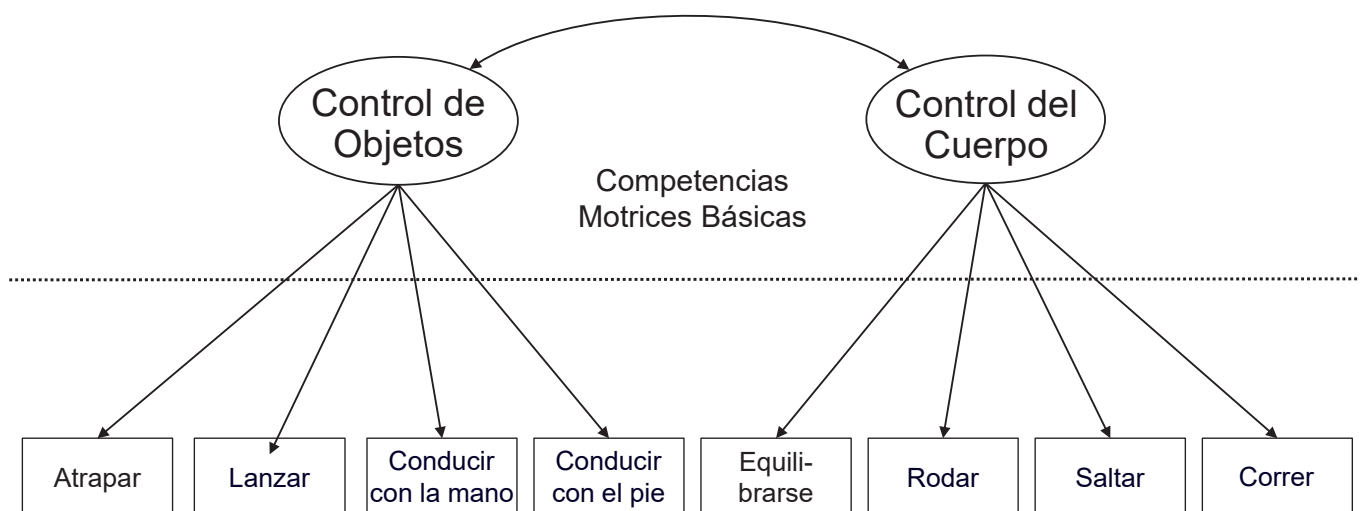 Control de
Objetos
Control del
Cuerpo
Competencias
Motrices Básicas
Atrapar
Lanzar
Conducir
con la mano
Conducir
con el pie
Equili-
brarse
Rodar
Saltar
Correr